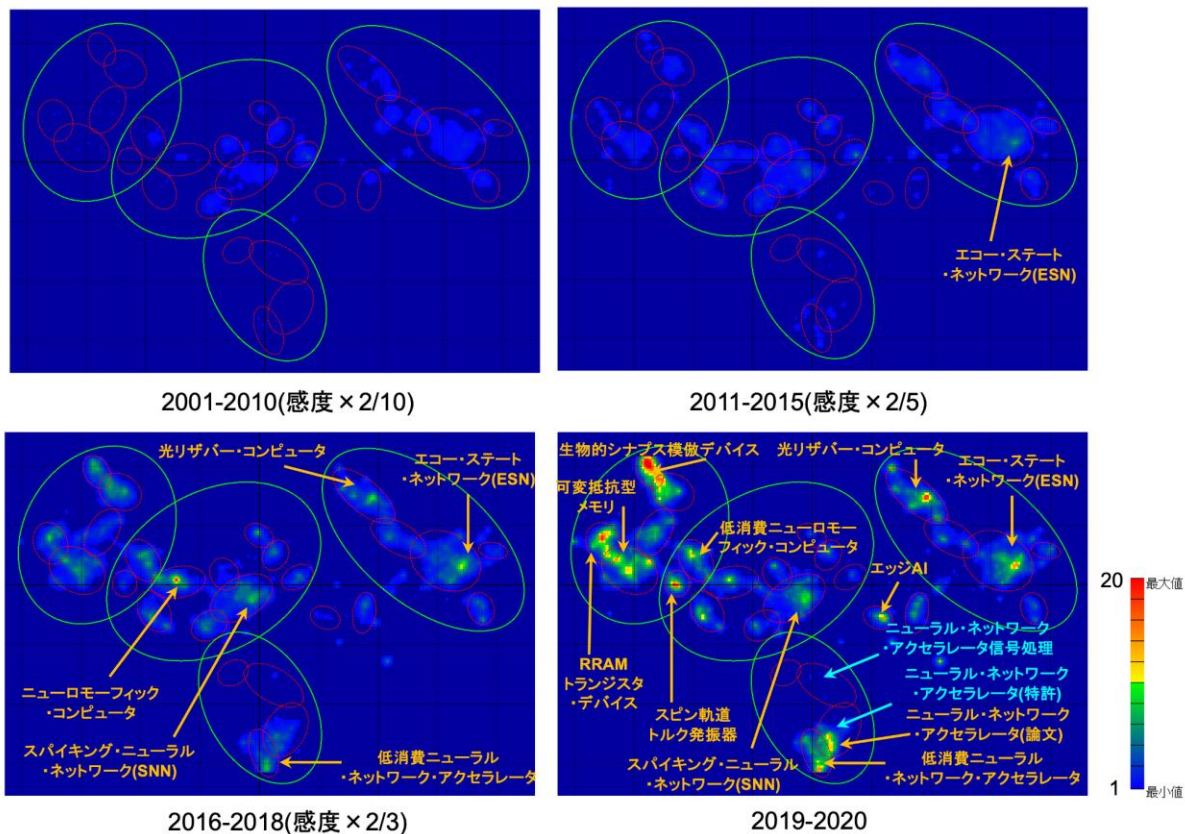 エコー・ステート
・ネットワーク(ESN)
2001-2010(感度×2/10)
2011-2015(感度×2/5)
光リザバー・コンピュータ
エコー・ステート
・ネットワーク(ESN)
ニューロモーフィック
・コンピュータ
スパイキング・ニューラル
・ネットワーク(SNN)
低消費ニューラル
・ネットワーク・アクセラレータ
2016-2018(感度×2/3)
生物的シナプス模倣デバイス
光リザバー・コンピュータ
エコー・ステート
・ネットワーク(ESN)
可変抵抗型
メモリ
低消費ニューロモー
フィック・コンピュータ
エッジAI
ニューラル・ネットワーク
・アクセラレータ信号処理
ニューラル・ネットワーク
・アクセラレータ(特許)
ニューラル・ネットワーク
・アクセラレータ(論文)
低消費ニューラル
・ネットワーク・アクセラレータ
RRAM
トランジスタ
・デバイス
スピン軌道
トルク発振器
スパイキング・ニューラル
・ネットワーク(SNN)
2019-2020
20 最大値
1 最小値